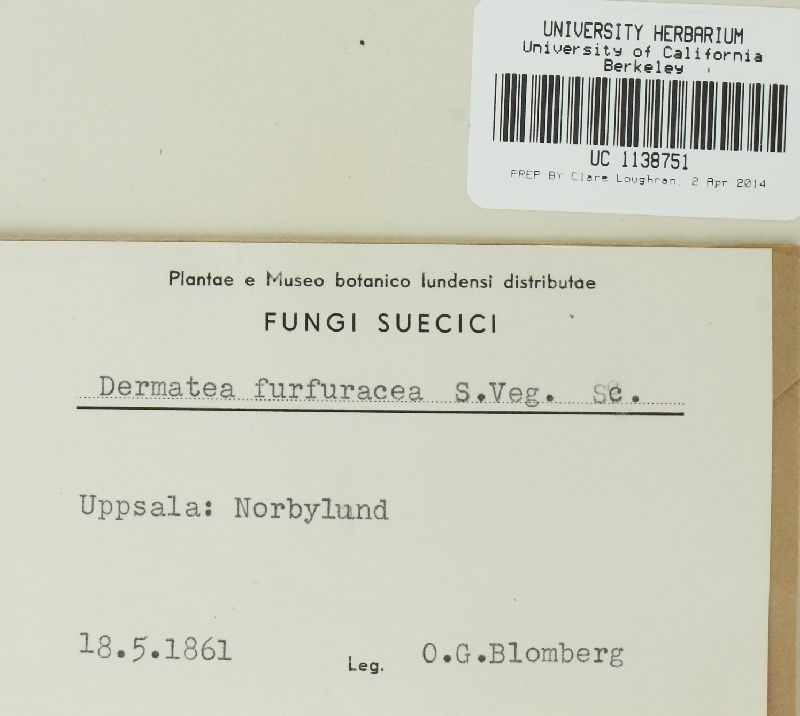 UNIVERSITY HERBARIUM
University of California
Berkeley
UC 1138751
PREP BY Clare Loughran, 2 Apr 2014
Plantae e Museo botanico lundensi distributae
FUNGI SUECICI
Dermatea furfuracea S.Veg. Sc.
Uppsala: Norbylund
18.5.1861 Leg. O.G.Blomberg